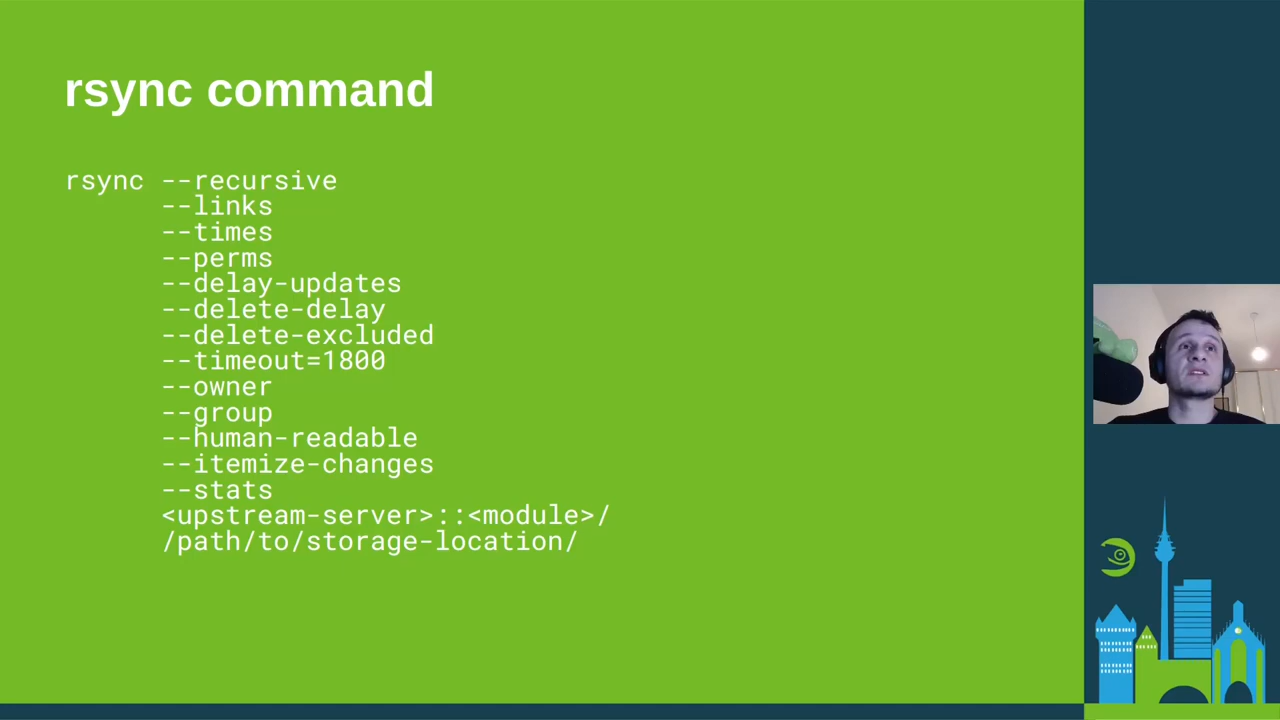 rsync command
rsync --recursive
--links
--times
--perms
--delay-updates
--delete-delay
--delete-excluded
--timeout=1800
--owner
--group
--human-readable
--itemize-changes
--stats
<upstream-server>::<module>/
/path/to/storage-location/